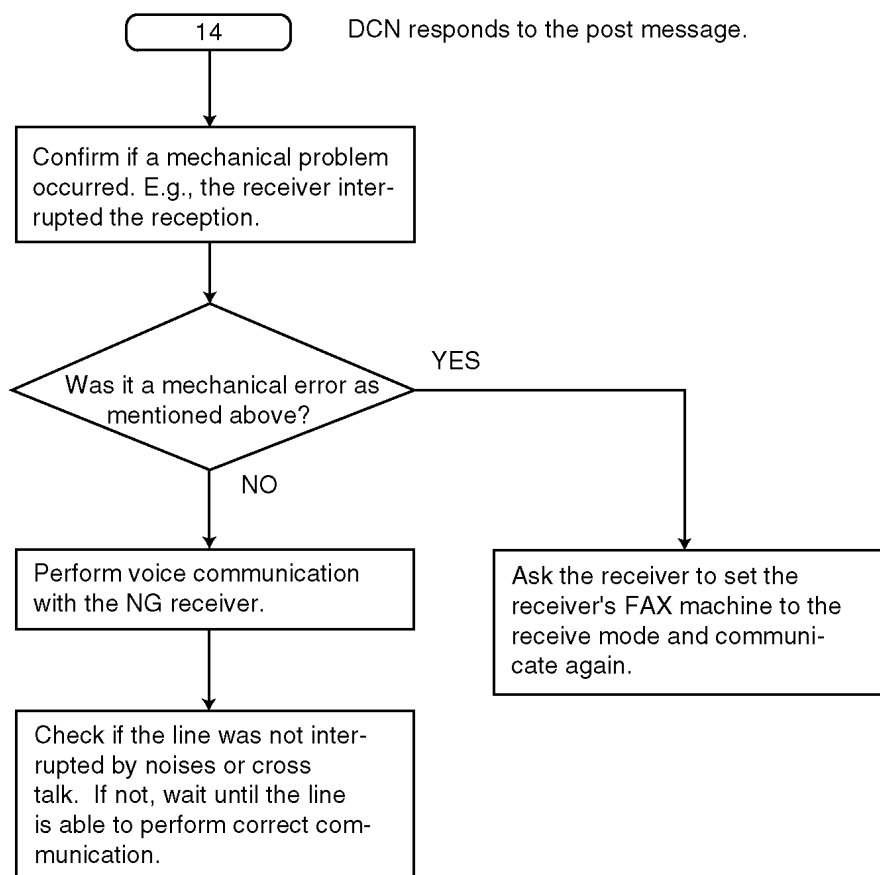 14
DCN responds to the post message.
Confirm if a mechanical problem
occurred. E.g., the receiver inter-
rupted the reception.
YES
Was it a mechanical error as
mentioned above?
NO
Perform voice communication
with the NG receiver.
Ask the receiver to set the
receiver's FAX machine to the
receive mode and communi-
cate again.
Check if the line was not inter-
rupted by noises or cross
talk.  If not, wait until the line
is able to perform correct com-
munication.